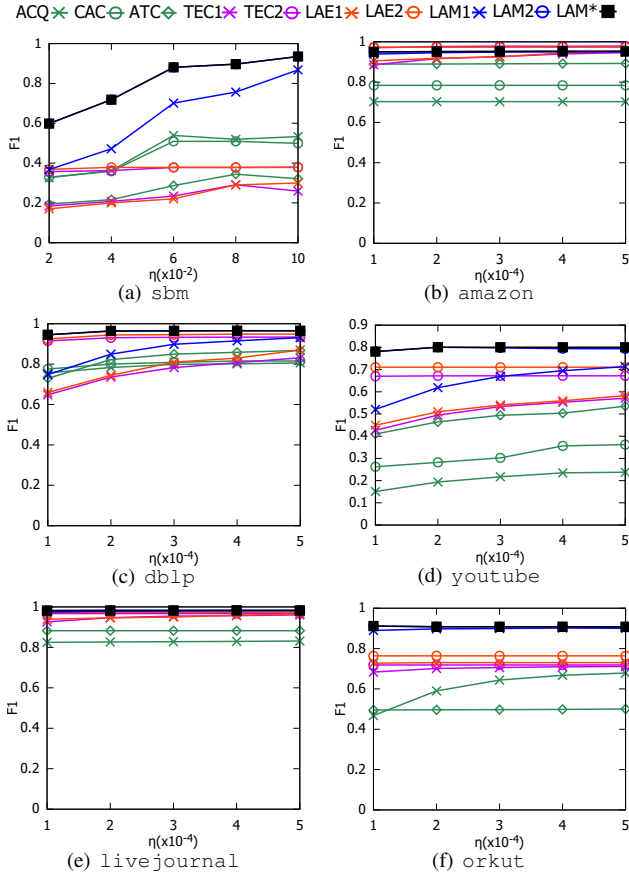 ACQ CAC ATC TEC1 TEC2 LAE1 LAE2 LAM1 LAM2 LAM*
1
0.8
0.6
0.4
0.2
0
F1
2 4 6 8 10
η(x10-2)
(a) sbm
1
0.8
0.6
0.4
0.2
0
F1
1 2 3 4 5
η(x10-4)
(b) amazon
1
0.8
0.6
0.4
0.2
0
F1
1 2 3 4 5
η(x10-4)
(c) dblp
0.9
0.8
0.7
0.6
0.5
0.4
0.3
0.2
0.1
0
F1
1 2 3 4 5
η(x10-4)
(d) youtube
1
0.8
0.6
0.4
0.2
0
F1
1 2 3 4 5
η(x10-4)
(e) livejournal
1
0.8
0.6
0.4
0.2
0
F1
1 2 3 4 5
η(x10-4)
(f) orkut